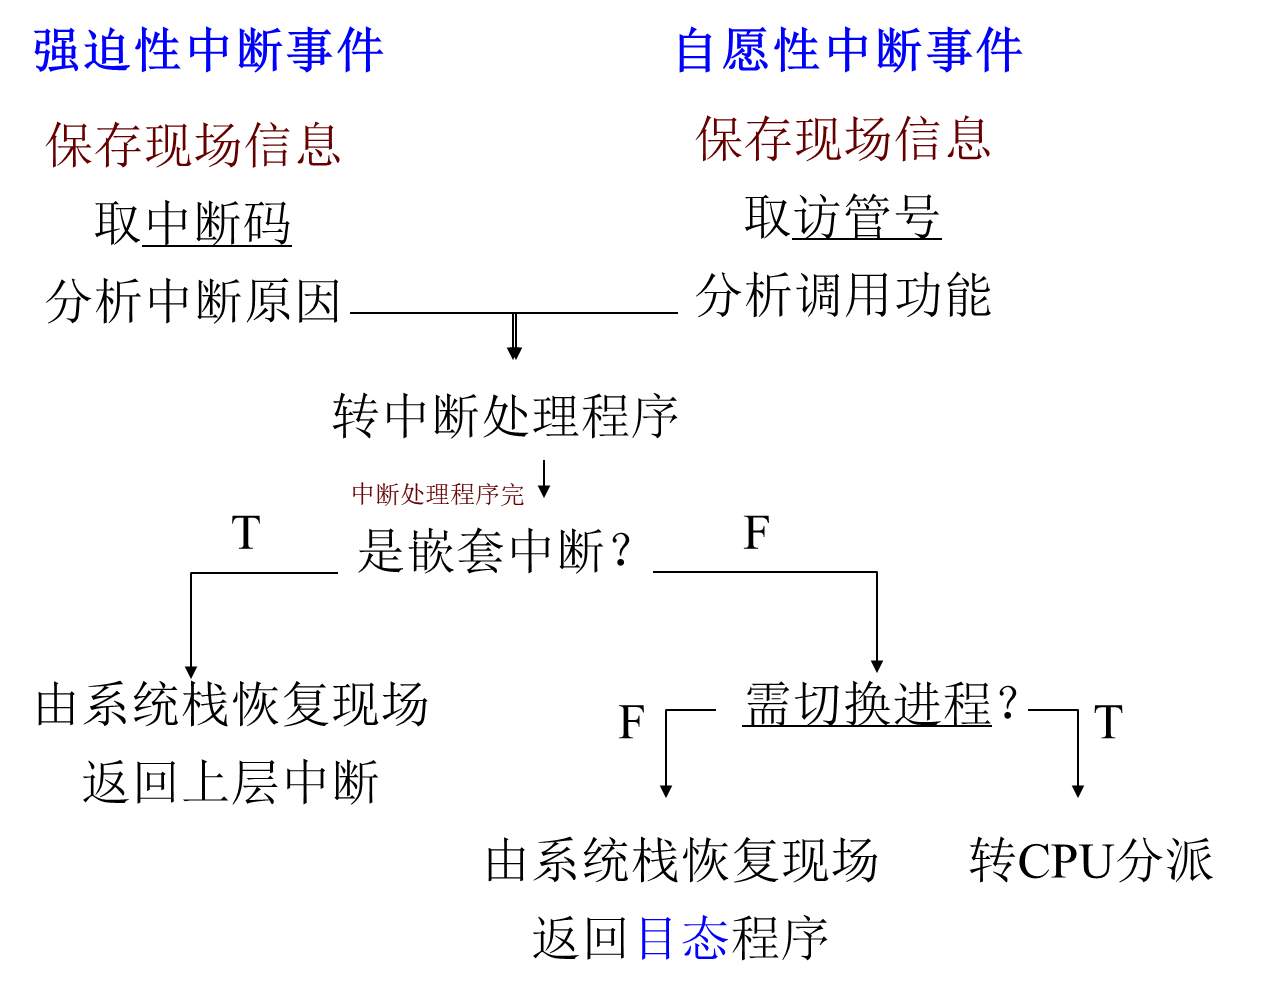 强迫性中断事件
自愿性中断事件
保存现场信息
保存现场信息
取中断码
取访管号
分析中断原因
分析调用功能
转中断处理程序
中断处理程序完
T
是嵌套中断？
F
由系统栈恢复现场
返回上层中断
需切换进程？
F
T
由系统栈恢复现场
转CPU分派
返回目态程序